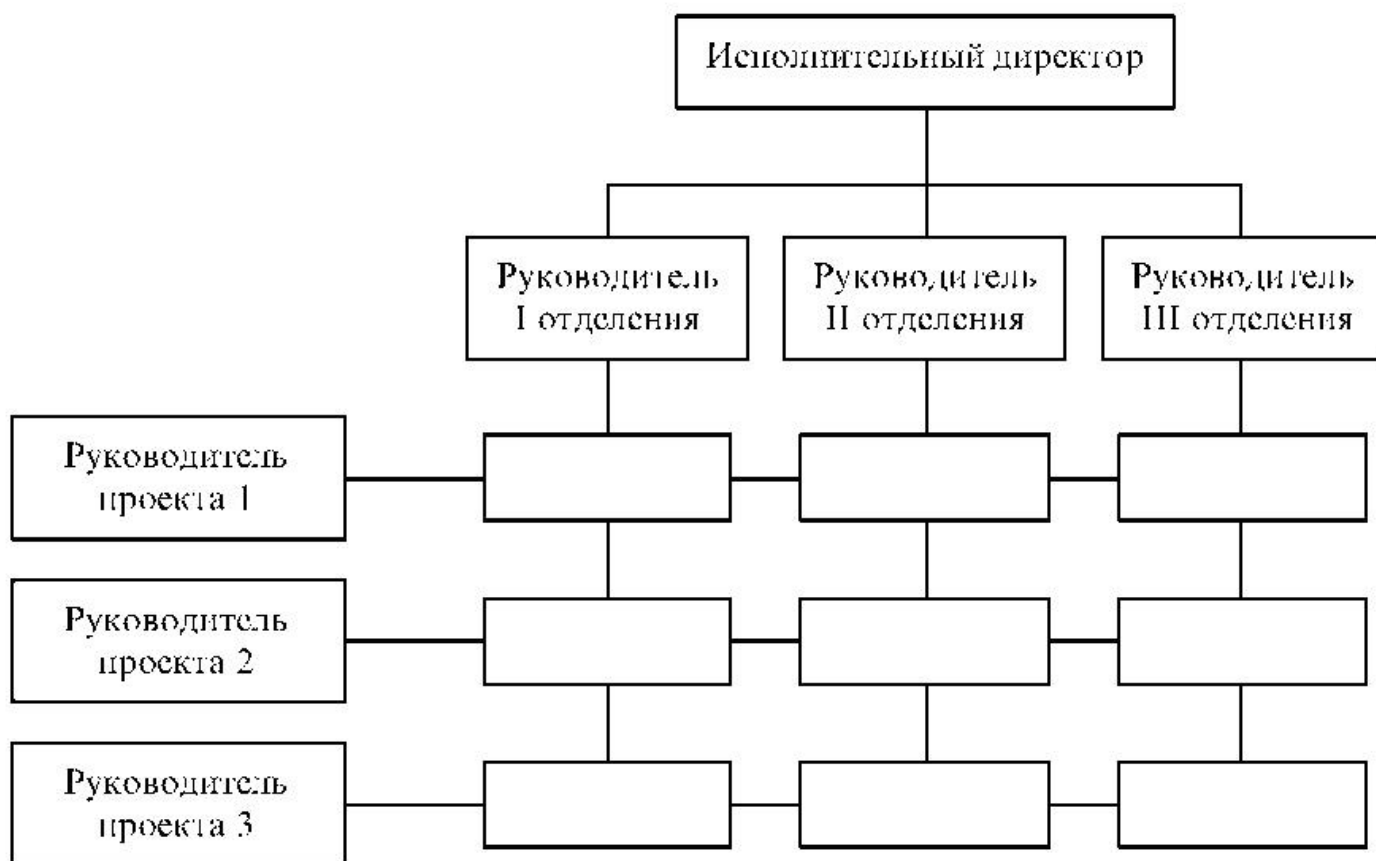 Исполнительный директор
Руководитель
I отделения
Руководитель
II отделения
Руководитель
III отделения
Руководитель
проекта 1
Руководитель
проекта 2
Руководитель
проекта 3